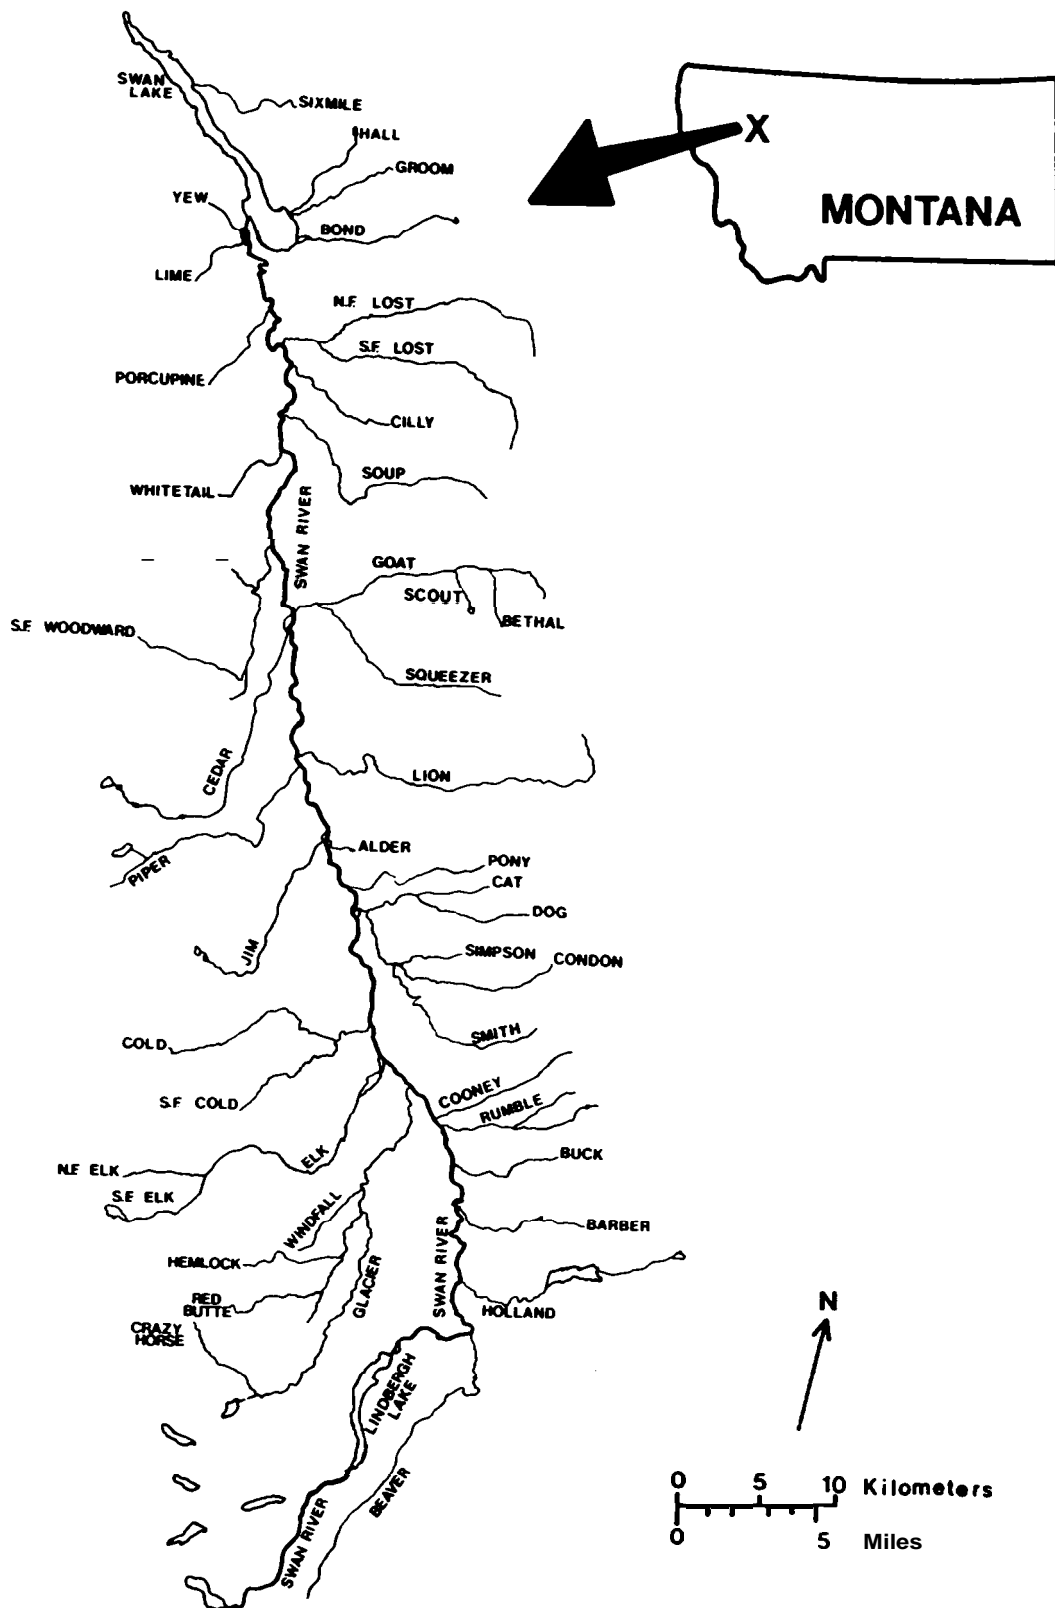 SWAN
LAKE
SIXMILE
HALL
GROOM
YEW
BOND
LIME
X
MONTANA
N.F. LOST
S.F. LOST
PORCUPINE
CILLY
SOUP
WHITETAIL
SWAN RIVER
GOAT
SCOUT
BETHAL
S.F. WOODWARD
SQUEEZER
CEDAR
LION
PIPER
ALDER
PONY
CAT
DOG
JIM
SIMPSON
CONDON
COLD
SMITH
S.F. COLD
COONEY
RUMBLE
ELK
N.F. ELK
S.F. ELK
BUCK
WINDFALL
BARBER
HEMLOCK
GLACIER
SWAN RIVER
RED
BUTTE
HOLLAND
CRAZY
HORSE
N
LINDBERGH
LAKE
BEAVER
SWAN RIVER
0 5 10 Kilometers
0 5 Miles